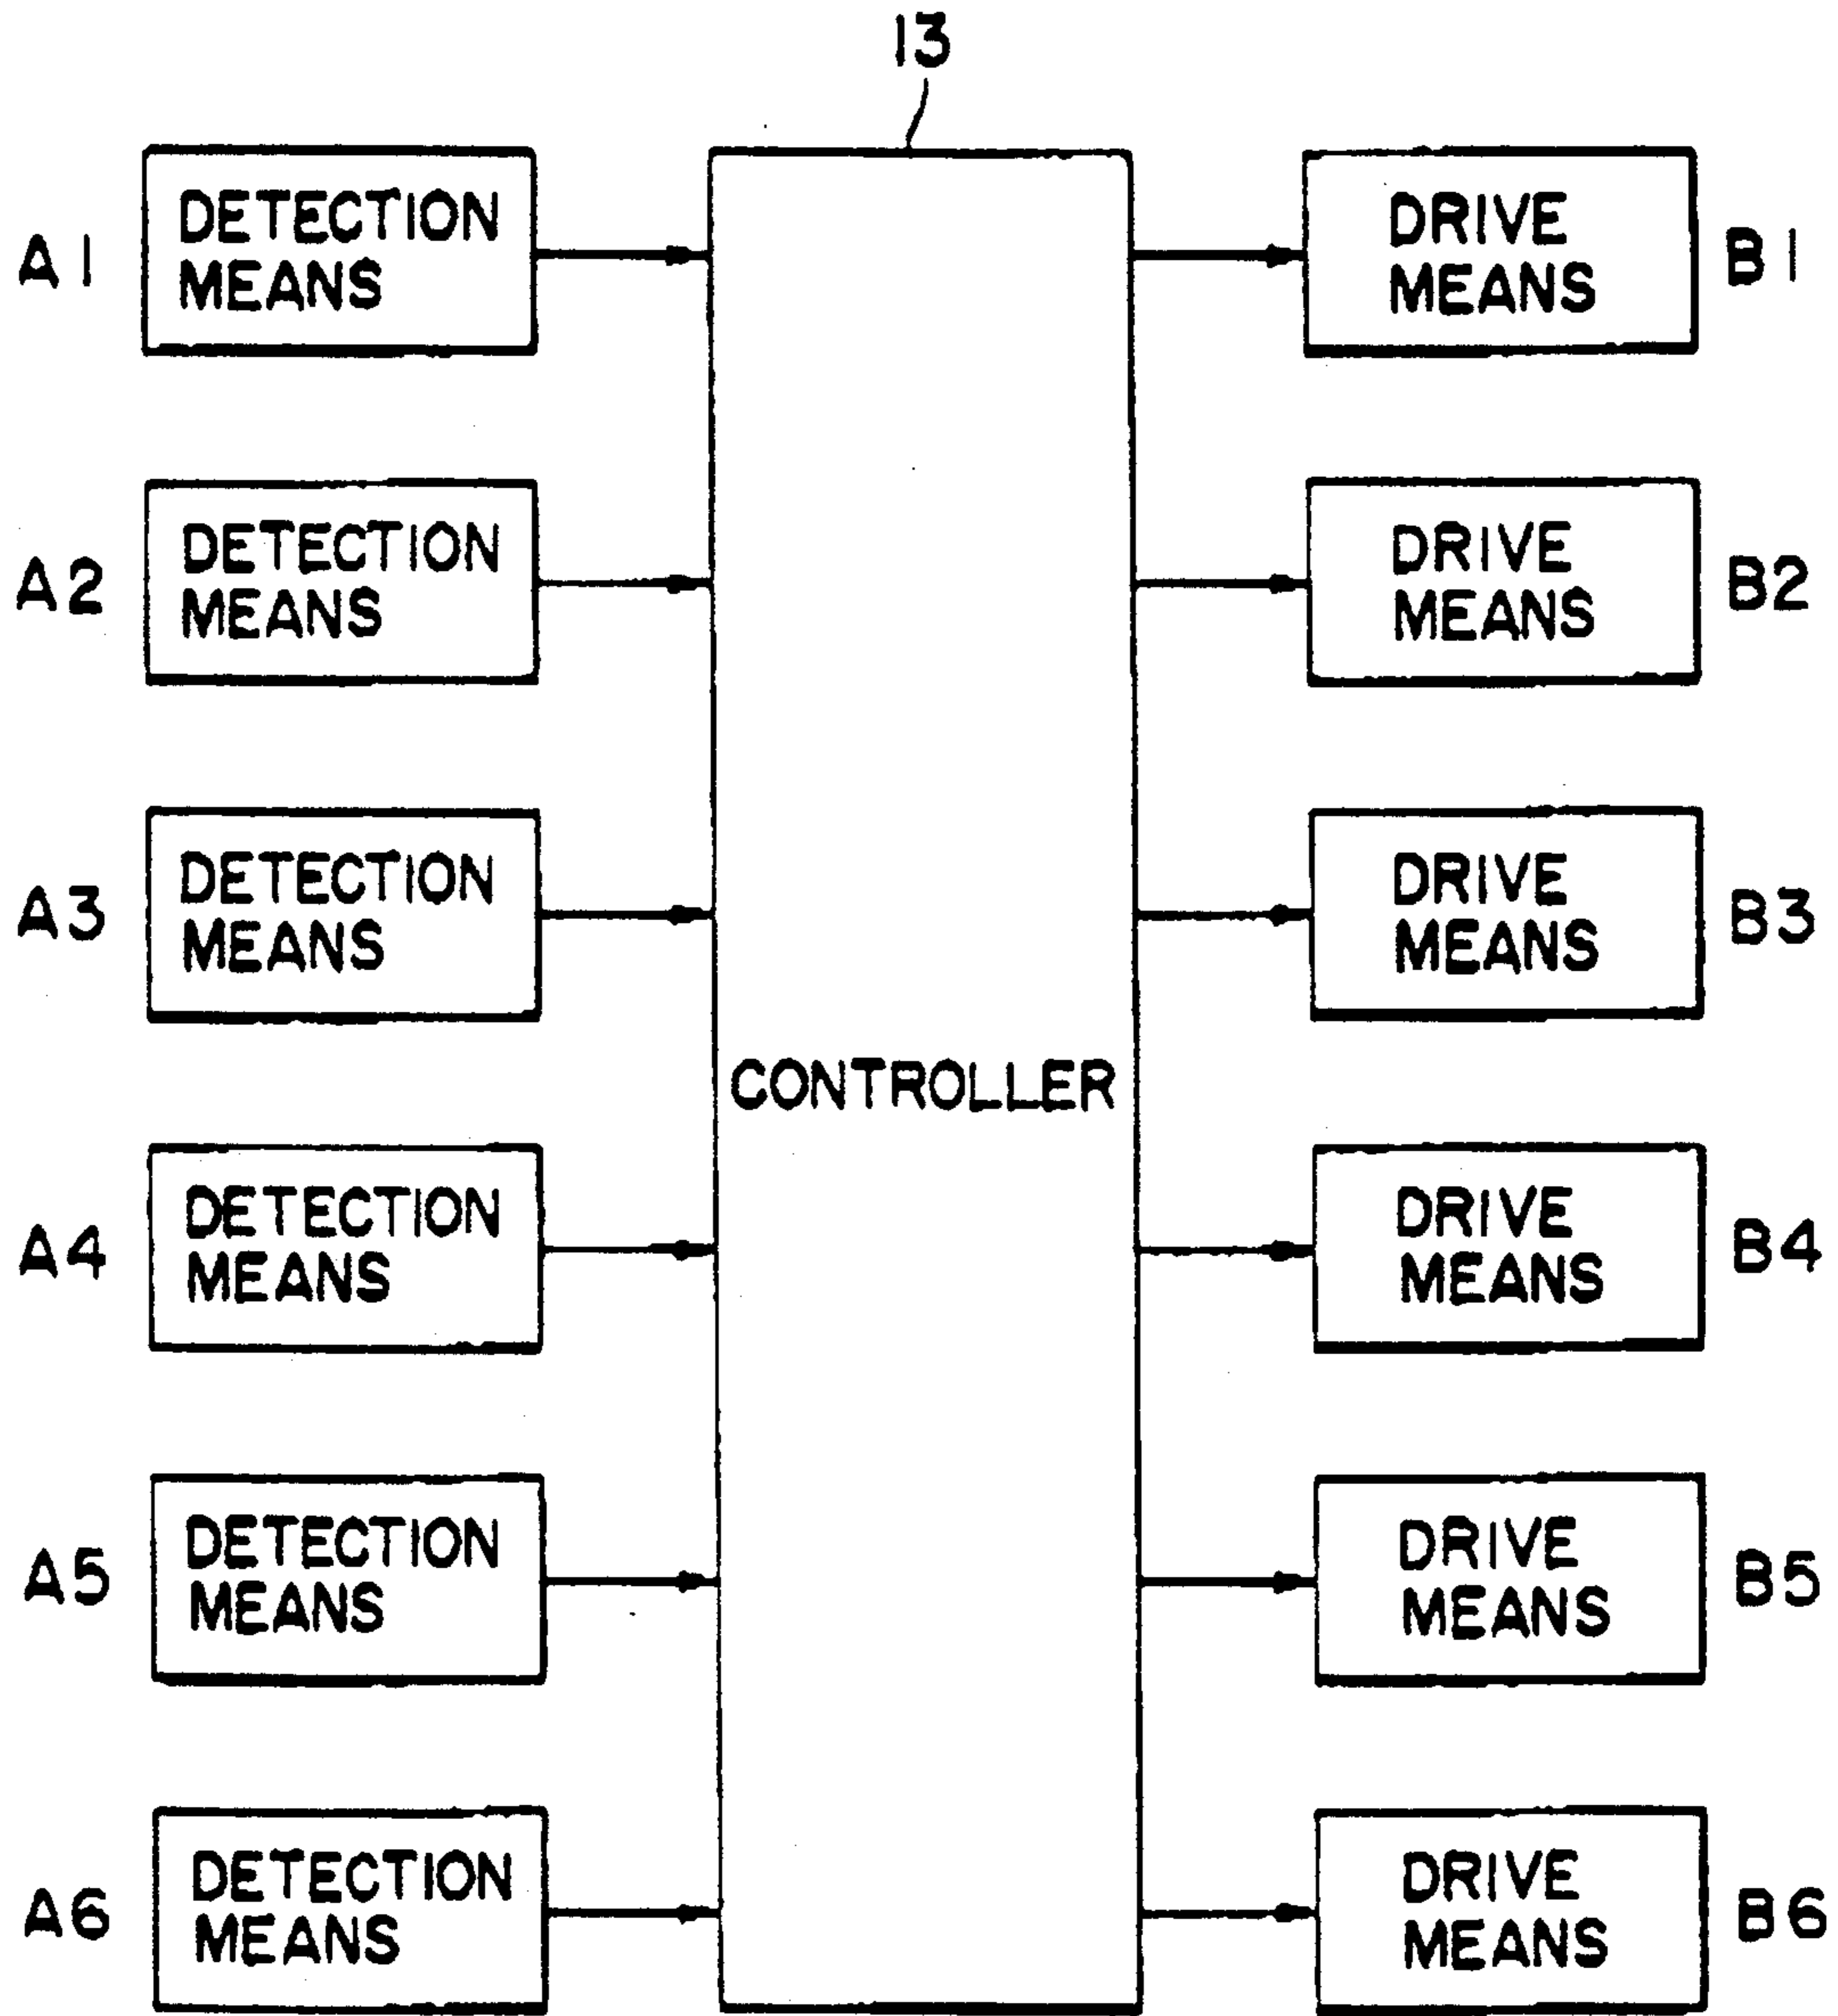 13
A1 DETECTION MEANS
DRIVE MEANS B1
A2 DETECTION MEANS
DRIVE MEANS B2
A3 DETECTION MEANS
DRIVE MEANS B3
CONTROLLER
A4 DETECTION MEANS
DRIVE MEANS B4
A5 DETECTION MEANS
DRIVE MEANS B5
A6 DETECTION MEANS
DRIVE MEANS B6